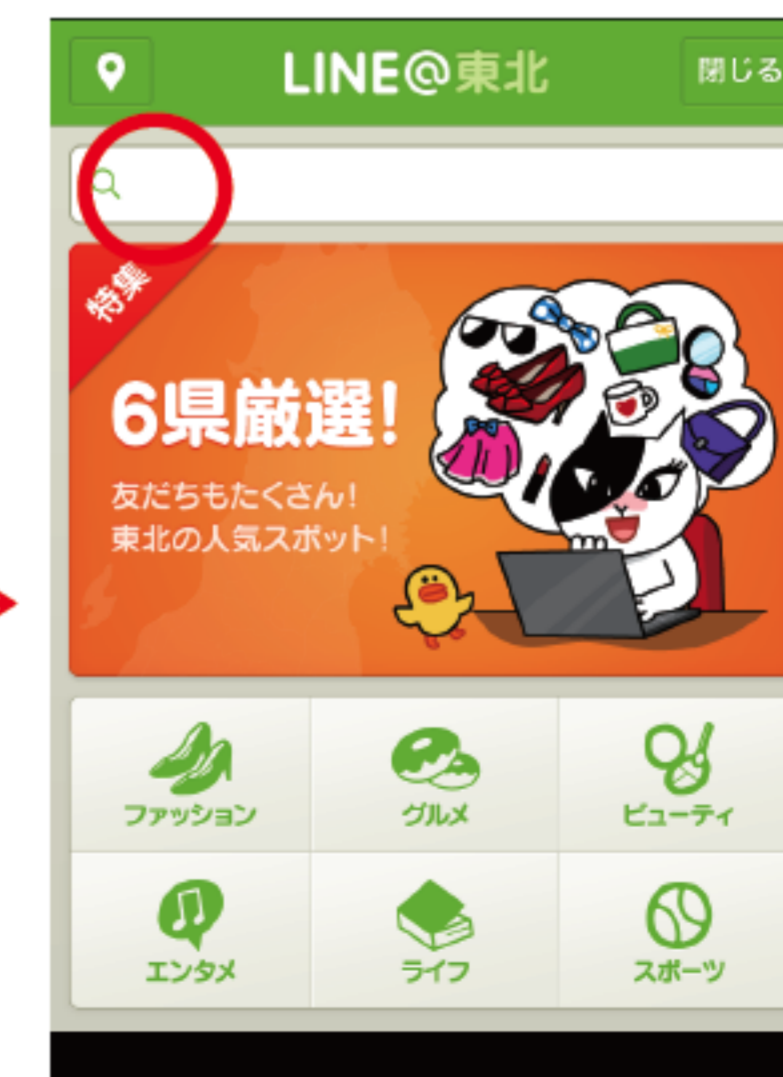 LINE@東北
閉じる
特集
6県厳選!
友だちもたくさん!
東北の人気スポット!
ファッション
グルメ
ビューティ
エンタメ
ライフ
スポーツ